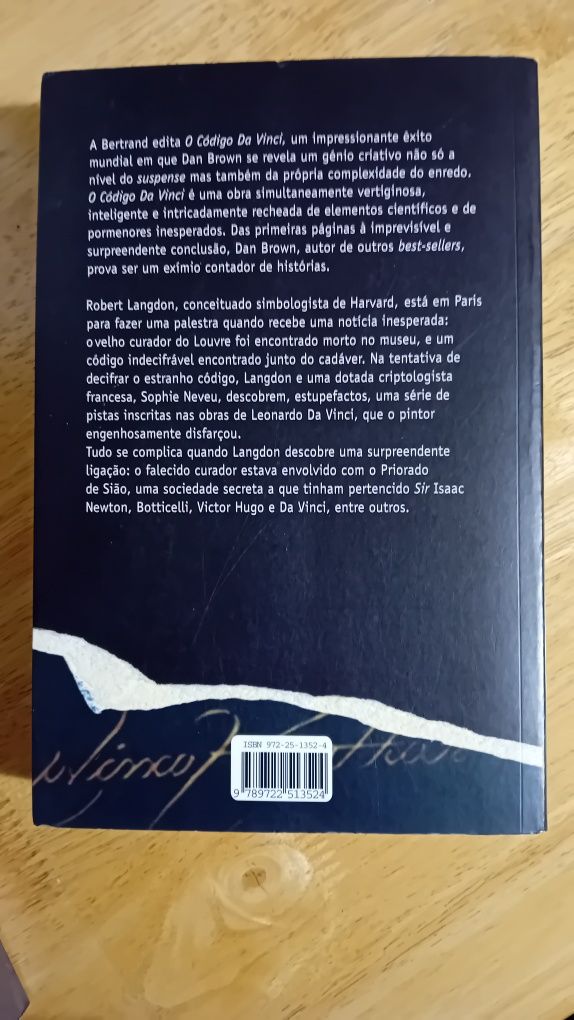 A Bertrand edita O Código Da Vinci, um impressionante êxito
mundial em que Dan Brown se revela um génio criativo não só a
nível do suspense mas também da própria complexidade do enredo.
O Código Da Vinci é uma obra simultaneamente vertiginosa,
inteligente e intricadamente recheada de elementos científicos e de
pormenores inesperados. Das primeiras páginas à imprevisível e
surpreendente conclusão, Dan Brown, autor de outros best-sellers,
prova ser um exímio contador de histórias.
Robert Langdon, conceituado simbologista de Harvard, está em Paris
para fazer uma palestra quando recebe uma notícia inesperada:
o velho curador do Louvre foi encontrado morto no museu, e um
código indecifrável encontrado junto do cadáver. Na tentativa de
decifrar o estranho código, Langdon e uma dotada criptologista
francesa, Sophie Neveu, descobrem, estupefactos, uma série de
pistas inscritas nas obras de Leonardo Da Vinci, que o pintor
engenhosamente disfarçou.
Tudo se complica quando Langdon descobre uma surpreendente
ligação: o falecido curador estava envolvido com o Priorado
de Sião, uma sociedade secreta a que tinham pertencido Sir Isaac
Newton, Botticelli, Victor Hugo e Da Vinci, entre outros.
ISBN 972-25-1352-4
9 789722 513524